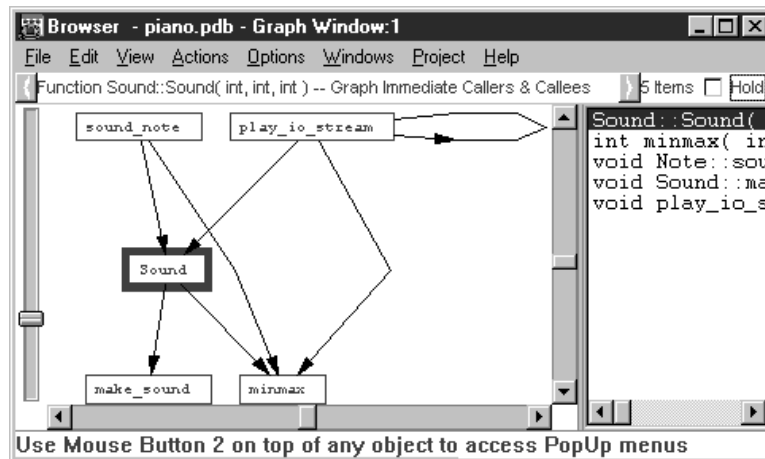 Browser - piano.pdb - Graph Window:1
File Edit View Actions Options Windows Project Help
Function Sound::Sound( int, int, int ) -- Graph Immediate Callers & Callees 5 Items Hold
sound_note play_io_stream
Sound
make_sound minmax
Sound::Sound(
int minmax( in
void Note::sou
void Sound::ma
void play_io_s
Use Mouse Button 2 on top of any object to access PopUp menus